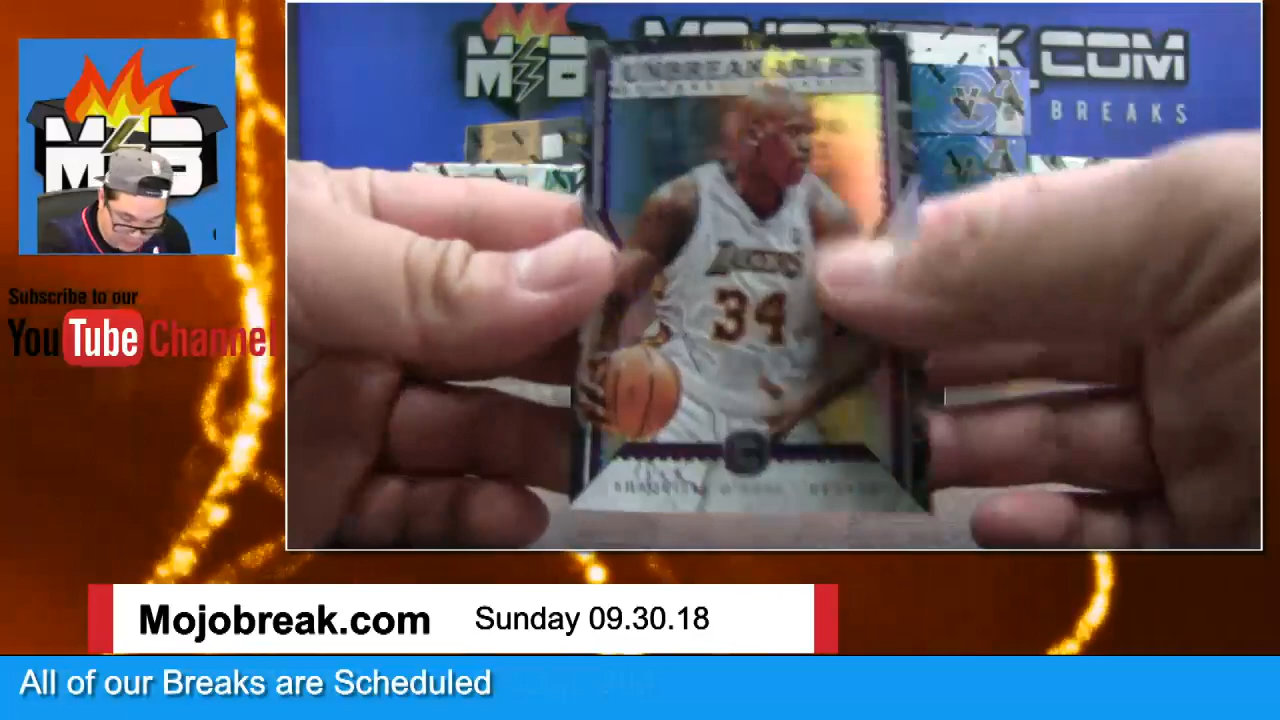 M B
MOJOBREAK.COM
BREAKS
UNBREAKABLES
LAKERS
34
Subscribe to our
YouTube Channel
Mojobreak.com
Sunday 09.30.18
All of our Breaks are Scheduled